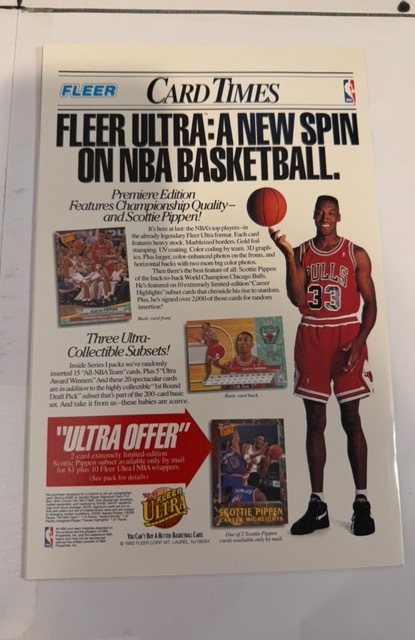 FLEER
CARD TIMES
FLEER ULTRA: A NEW SPIN
ON NBA BASKETBALL.
Premiere Edition
Features Championship Quality—
and Scottie Pippen!
It's here at last: the NBA's top players–in
the already legendary Fleer Ultra format. Each card
features heavy stock. Marbleized borders. Gold foil
stamping. UV coating. Color coding by team. 3D graph-
ics. Plus larger, color-enhanced photos on the fronts, and
horizontal backs with two more big color photos.
Then there's the best feature of all: Scottie Pippen
of the back-to-back World Champion Chicago Bulls.
He's featured on 10 extremely limited-edition "Career
Highlights" subset cards that chronicle his rise to stardom.
Plus, he's signed over 2,000 of those cards for random
insertion!
Basic card front.
BULLS
33
Three Ultra-
Collectible Subsets!
Inside Series I packs we've randomly
inserted 15 "All-NBA Team" cards. Plus 5 "Ultra
Award Winners." And these 20 spectacular cards
are in addition to the highly collectible "1st Round
Draft Pick" subset that's part of the 200-card basic
set. And take it from us–these babies are scarce.
Basic card back.
"ULTRA OFFER"
2-card extremely limited-edition
Scottie Pippen subset available only by mail
for $1 plus 10 Fleer Ultra I NBA wrappers.
(See pack for details)
FLEER
ULTRA
YOU CAN'T BUY A BETTER BASKETBALL CARD.
© 1992 FLEER CORP. MT. LAUREL, NJ 08054
SCOTTIE PIPPEN
CAREER HIGHLIGHTS
One of 2 Scottie Pippen
cards available only by mail.